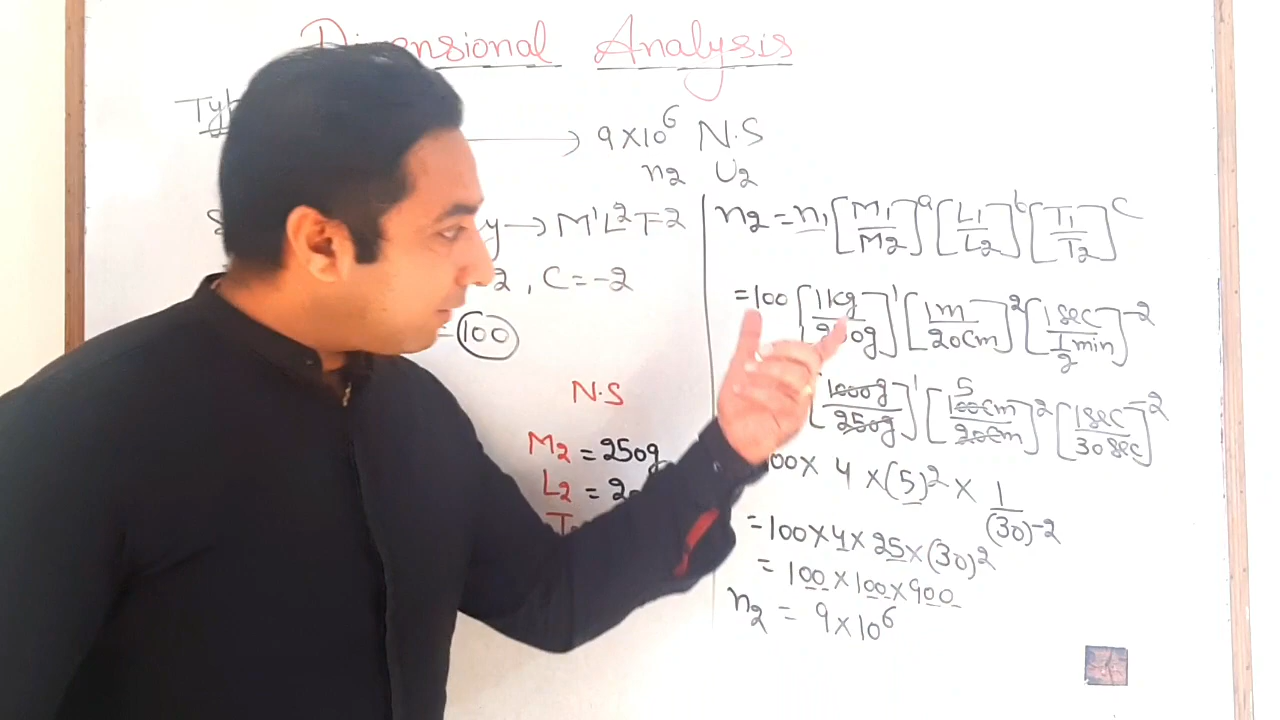 Dimensional Analysis
⟶ 9×10⁶ N.S
n₂ U₂
y → M¹L²T⁻²
2, C = -2
= 100
N.S
M₂ = 250g
L₂ = 2
n₂ = n₁ [M₁/M₂]ᵃ [L₁/L₂]ᵇ [T₁/T₂]ᶜ
= 100 [1kg/250g]¹ [1m/20cm]² [1sec/½min]⁻²
[1000g/250g]¹ [100cm/20cm]² [1sec/30sec]⁻²
5
00 × 4 × (5)² × 1/(30)⁻²
= 100 × 4 × 25 × (30)²
= 100 × 100 × 900
n₂ = 9×10⁶